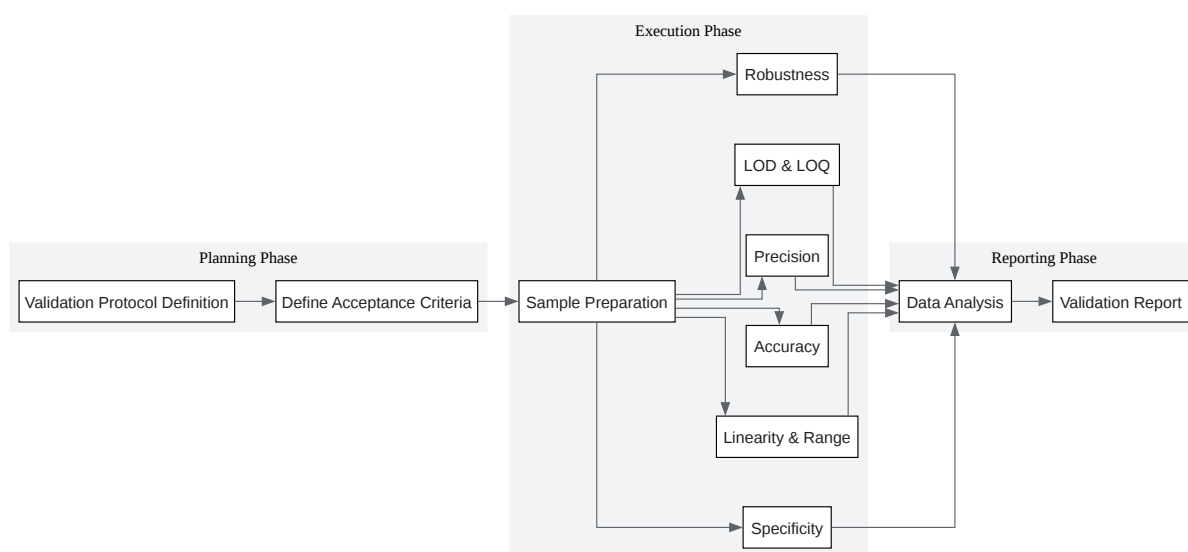 Planning Phase
Validation Protocol Definition
Define Acceptance Criteria
Execution Phase
Sample Preparation
Robustness
LOD & LOQ
Precision
Accuracy
Linearity & Range
Specificity
Reporting Phase
Data Analysis
Validation Report